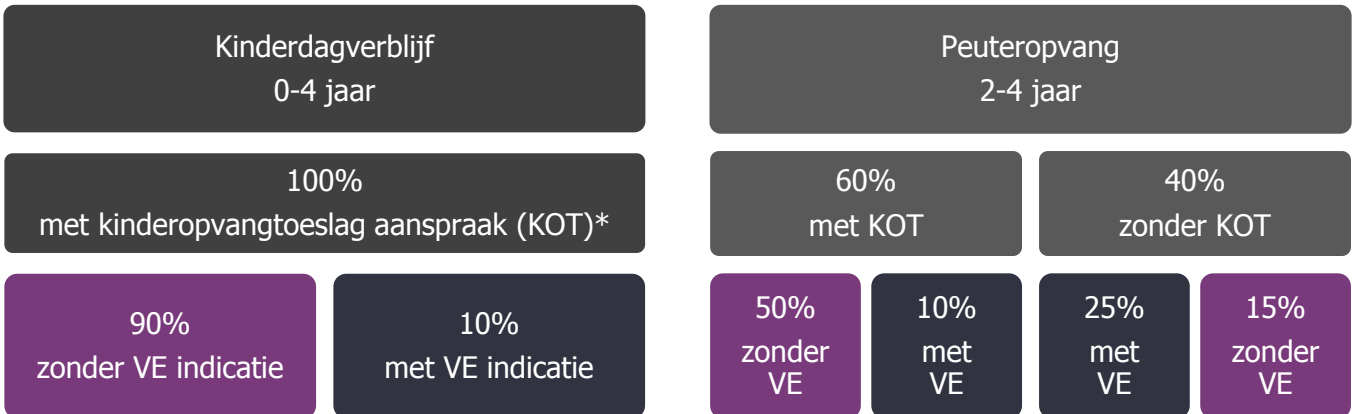 Kinderdagverblijf
0-4 jaar
100%
met kinderopvangtoeslag aanspraak (KOT)*
90%
zonder VE indicatie
10%
met VE indicatie
Peuteropvang
2-4 jaar
60%
met KOT
40%
zonder KOT
50%
zonder
VE
10%
met
VE
25%
met
VE
15%
zonder
VE